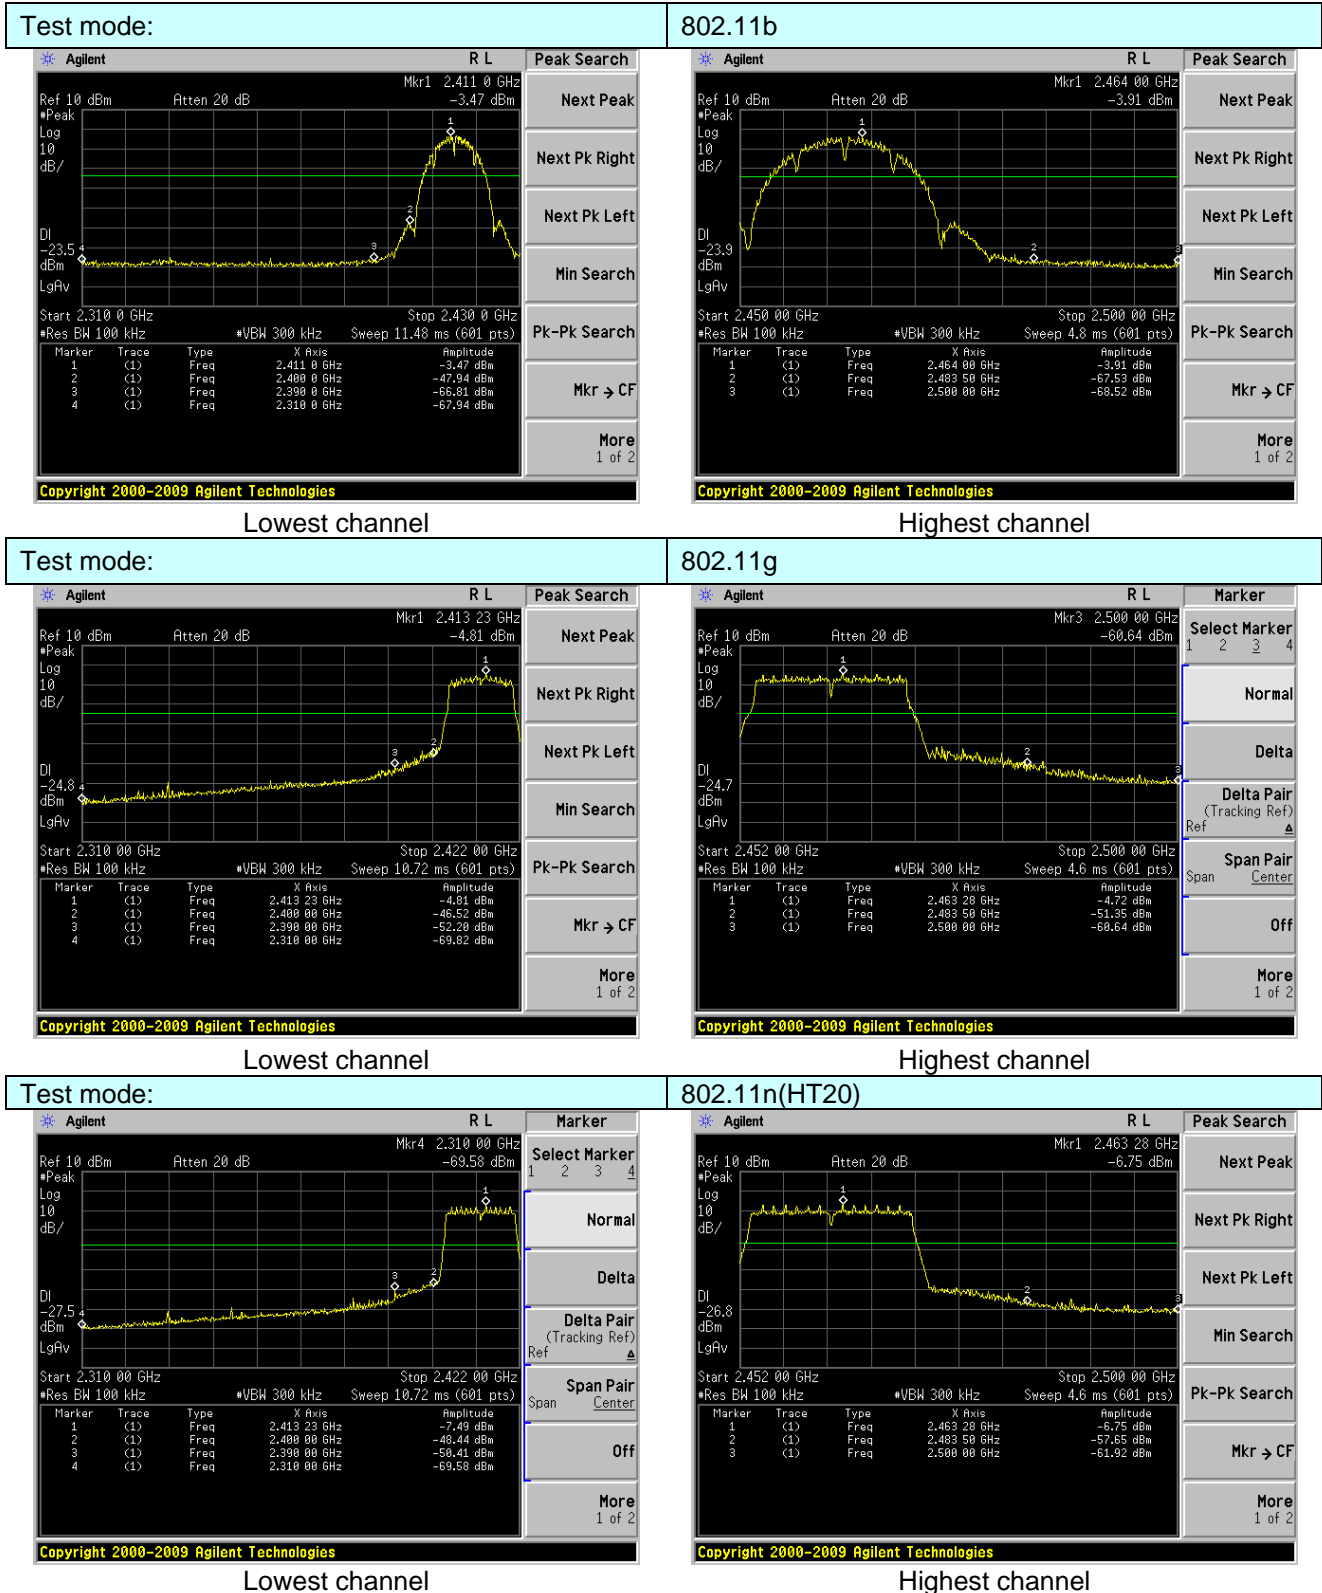 Test mode: 802.11b
Agilent R L Peak Search
Mkr1 2.411 0 GHz
Ref 10 dBm Atten 20 dB -3.47 dBm
#Peak
Log
10
dB/
1
2
3
4
DI
-23.5
dBm
LgAv
Start 2.310 0 GHz Stop 2.430 0 GHz
#Res BW 100 kHz #VBW 300 kHz Sweep 11.48 ms (601 pts)
Marker Trace Type X Axis Amplitude
1 (1) Freq 2.411 0 GHz -3.47 dBm
2 (1) Freq 2.400 0 GHz -47.94 dBm
3 (1) Freq 2.390 0 GHz -66.81 dBm
4 (1) Freq 2.310 0 GHz -67.94 dBm
Next Peak
Next Pk Right
Next Pk Left
Min Search
Pk-Pk Search
Mkr → CF
More
1 of 2
Copyright 2000-2009 Agilent Technologies
Lowest channel
Agilent R L Peak Search
Mkr1 2.464 00 GHz
Ref 10 dBm Atten 20 dB -3.91 dBm
#Peak
Log
10
dB/
1
2
3
DI
-23.9
dBm
LgAv
Start 2.450 00 GHz Stop 2.500 00 GHz
#Res BW 100 kHz #VBW 300 kHz Sweep 4.8 ms (601 pts)
Marker Trace Type X Axis Amplitude
1 (1) Freq 2.464 00 GHz -3.91 dBm
2 (1) Freq 2.483 50 GHz -67.53 dBm
3 (1) Freq 2.500 00 GHz -68.52 dBm
Next Peak
Next Pk Right
Next Pk Left
Min Search
Pk-Pk Search
Mkr → CF
More
1 of 2
Copyright 2000-2009 Agilent Technologies
Highest channel
Test mode: 802.11g
Agilent R L Peak Search
Mkr1 2.413 23 GHz
Ref 10 dBm Atten 20 dB -4.81 dBm
#Peak
Log
10
dB/
1
2
3
4
DI
-24.8
dBm
LgAv
Start 2.310 00 GHz Stop 2.422 00 GHz
#Res BW 100 kHz #VBW 300 kHz Sweep 10.72 ms (601 pts)
Marker Trace Type X Axis Amplitude
1 (1) Freq 2.413 23 GHz -4.81 dBm
2 (1) Freq 2.400 00 GHz -46.52 dBm
3 (1) Freq 2.390 00 GHz -52.20 dBm
4 (1) Freq 2.310 00 GHz -69.82 dBm
Next Peak
Next Pk Right
Next Pk Left
Min Search
Pk-Pk Search
Mkr → CF
More
1 of 2
Copyright 2000-2009 Agilent Technologies
Lowest channel
Agilent R L Marker
Mkr3 2.500 00 GHz
Ref 10 dBm Atten 20 dB -60.64 dBm
#Peak
Log
10
dB/
1
2
3
DI
-24.7
dBm
LgAv
Start 2.452 00 GHz Stop 2.500 00 GHz
#Res BW 100 kHz #VBW 300 kHz Sweep 4.6 ms (601 pts)
Marker Trace Type X Axis Amplitude
1 (1) Freq 2.463 28 GHz -4.72 dBm
2 (1) Freq 2.483 50 GHz -51.35 dBm
3 (1) Freq 2.500 00 GHz -60.64 dBm
Select Marker
1 2 3 4
Normal
Delta
Delta Pair
(Tracking Ref)
Ref Δ
Span Pair
Span Center
Off
More
1 of 2
Copyright 2000-2009 Agilent Technologies
Highest channel
Test mode: 802.11n(HT20)
Agilent R L Marker
Mkr4 2.310 00 GHz
Ref 10 dBm Atten 20 dB -69.58 dBm
#Peak
Log
10
dB/
1
2
3
4
DI
-27.5
dBm
LgAv
Start 2.310 00 GHz Stop 2.422 00 GHz
#Res BW 100 kHz #VBW 300 kHz Sweep 10.72 ms (601 pts)
Marker Trace Type X Axis Amplitude
1 (1) Freq 2.413 23 GHz -7.49 dBm
2 (1) Freq 2.400 00 GHz -48.44 dBm
3 (1) Freq 2.390 00 GHz -50.41 dBm
4 (1) Freq 2.310 00 GHz -69.58 dBm
Select Marker
1 2 3 4
Normal
Delta
Delta Pair
(Tracking Ref)
Ref Δ
Span Pair
Span Center
Off
More
1 of 2
Copyright 2000-2009 Agilent Technologies
Lowest channel
Agilent R L Peak Search
Mkr1 2.463 28 GHz
Ref 10 dBm Atten 20 dB -6.75 dBm
#Peak
Log
10
dB/
1
2
3
DI
-26.8
dBm
LgAv
Start 2.452 00 GHz Stop 2.500 00 GHz
#Res BW 100 kHz #VBW 300 kHz Sweep 4.6 ms (601 pts)
Marker Trace Type X Axis Amplitude
1 (1) Freq 2.463 28 GHz -6.75 dBm
2 (1) Freq 2.483 50 GHz -57.65 dBm
3 (1) Freq 2.500 00 GHz -61.92 dBm
Next Peak
Next Pk Right
Next Pk Left
Min Search
Pk-Pk Search
Mkr → CF
More
1 of 2
Copyright 2000-2009 Agilent Technologies
Highest channel